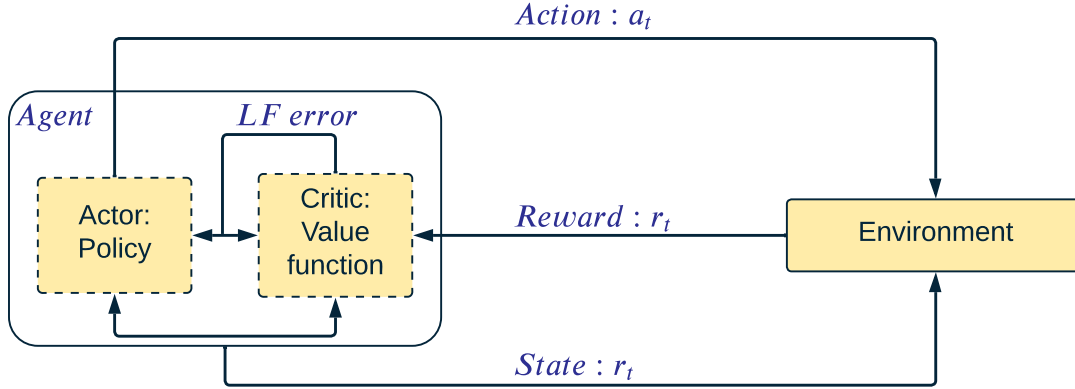 Action : a_t
Agent
LF error
Actor:
Policy
Critic:
Value
function
Reward : r_t
Environment
State : r_t